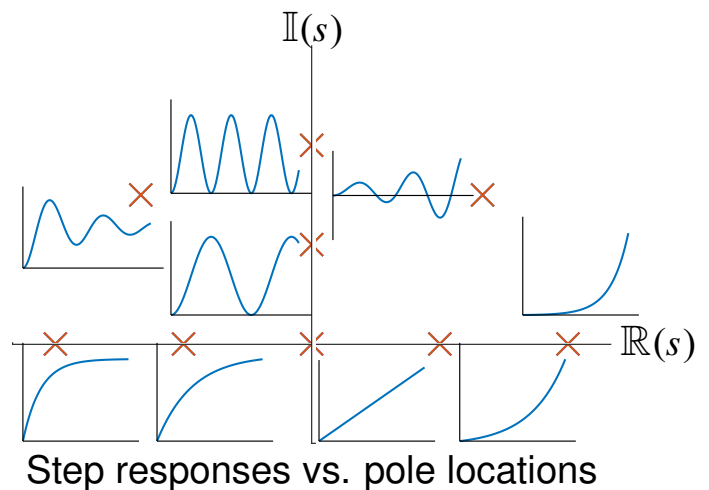 𝕀(s)
ℝ(s)
Step responses vs. pole locations